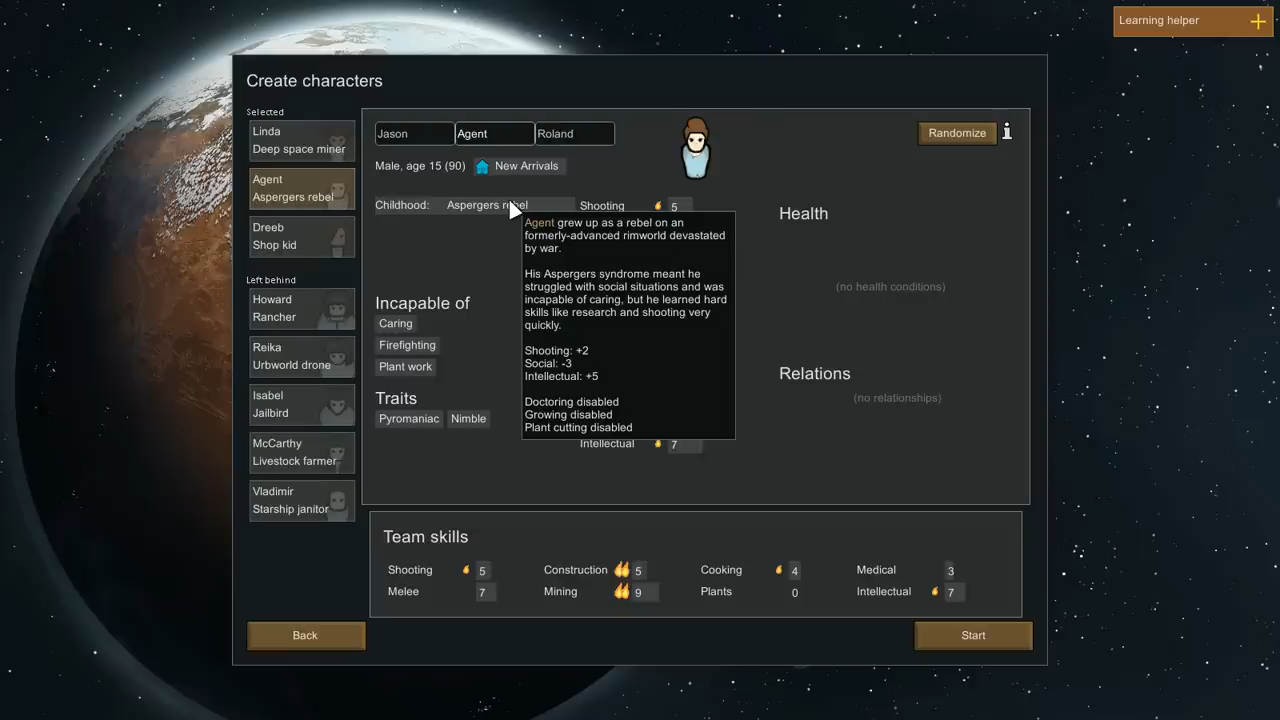 Learning helper
Create characters
Selected
Linda
Deep space miner
Agent
Aspergers rebel
Dreeb
Shop kid
Left behind
Howard
Rancher
Reika
Urbworld drone
Isabel
Jailbird
McCarthy
Livestock farmer
Vladimir
Starship janitor
Jason Agent Roland
Randomize
Male, age 15 (90) New Arrivals
Childhood: Aspergers rebel
Shooting 5
Agent grew up as a rebel on an
formerly-advanced rimworld devastated
by war.
His Aspergers syndrome meant he
struggled with social situations and was
incapable of caring, but he learned hard
skills like research and shooting very
quickly.
Shooting: +2
Social: -3
Intellectual: +5
Doctoring disabled
Growing disabled
Plant cutting disabled
Incapable of
Caring
Firefighting
Plant work
Traits
Pyromaniac Nimble
Intellectual 7
Health
(no health conditions)
Relations
(no relationships)
Team skills
Shooting 5 Construction 5 Cooking 4 Medical 3
Melee 7 Mining 9 Plants 0 Intellectual 7
Back
Start